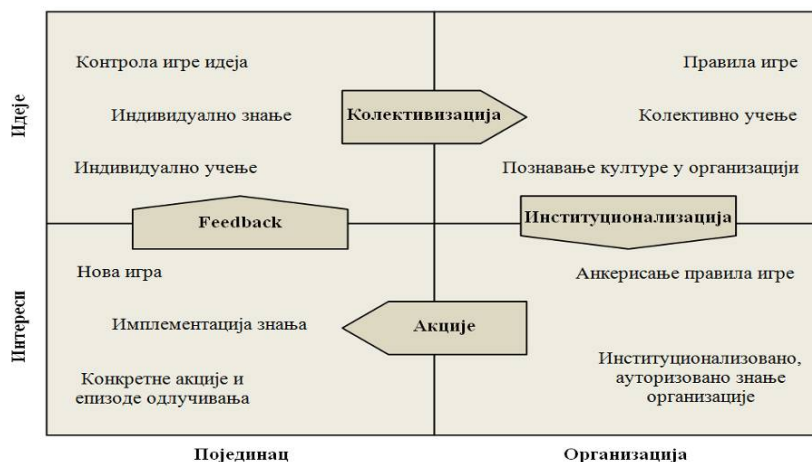 Идеје
Контрола игре идеја
Индивидуално знање
Индивидуално учење
Колективизација
Правила игре
Колективно учење
Познавање културе у организацији
Feedback
Институционализација
Интереси
Нова игра
Имплементација знања
Конкретне акције и
епизоде одлучивања
Акције
Анкерисање правила игре
Институционализовано,
ауторизовано знање
организације
Појединац
Организација